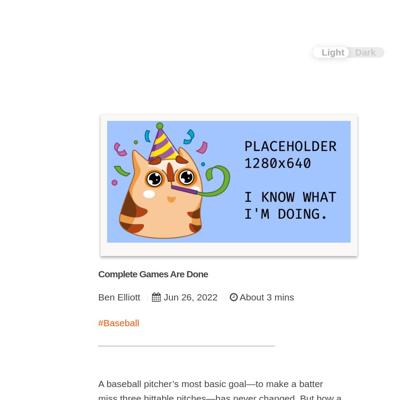 Light Dark
PLACEHOLDER
1280x640
I KNOW WHAT
I'M DOING.
Complete Games Are Done
Ben Elliott Jun 26, 2022 About 3 mins
#Baseball
A baseball pitcher’s most basic goal—to make a batter
miss three hittable pitches—has never changed. But how a